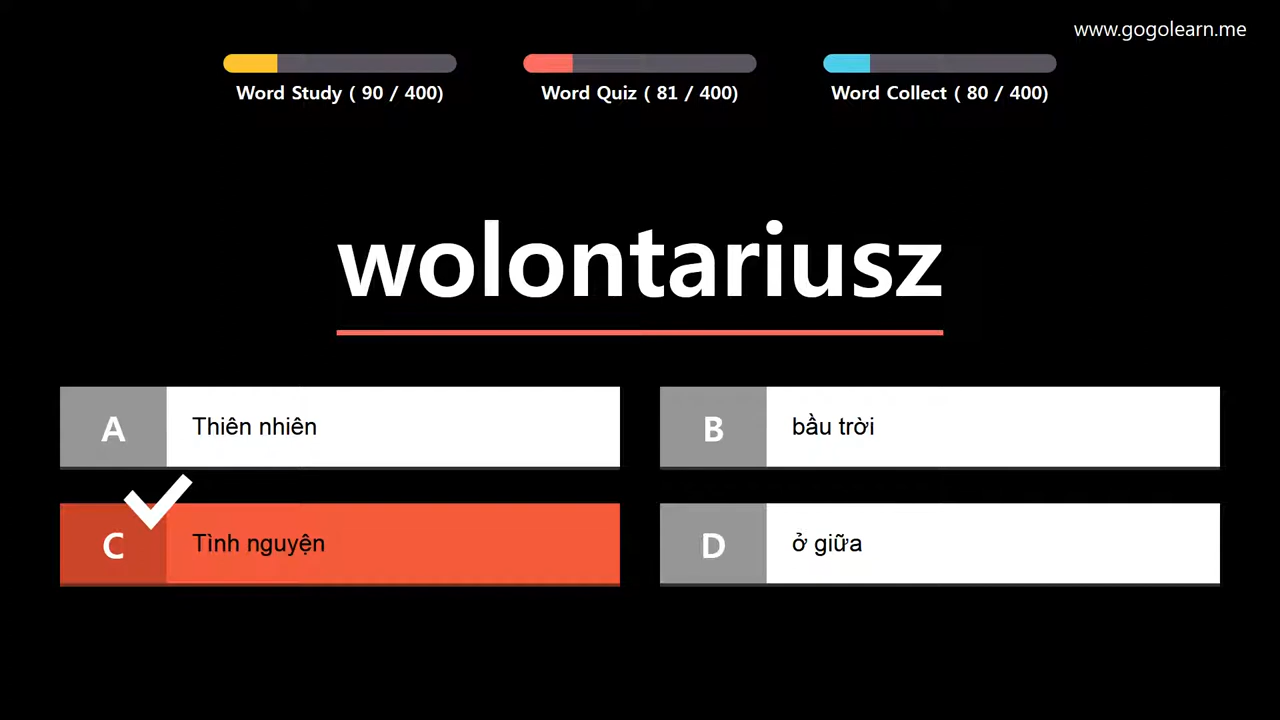 www.gogolearn.me
Word Study ( 90 / 400)
Word Quiz ( 81 / 400)
Word Collect ( 80 / 400)
wolontariusz
A Thiên nhiên
B bầu trời
C Tình nguyện
D ở giữa